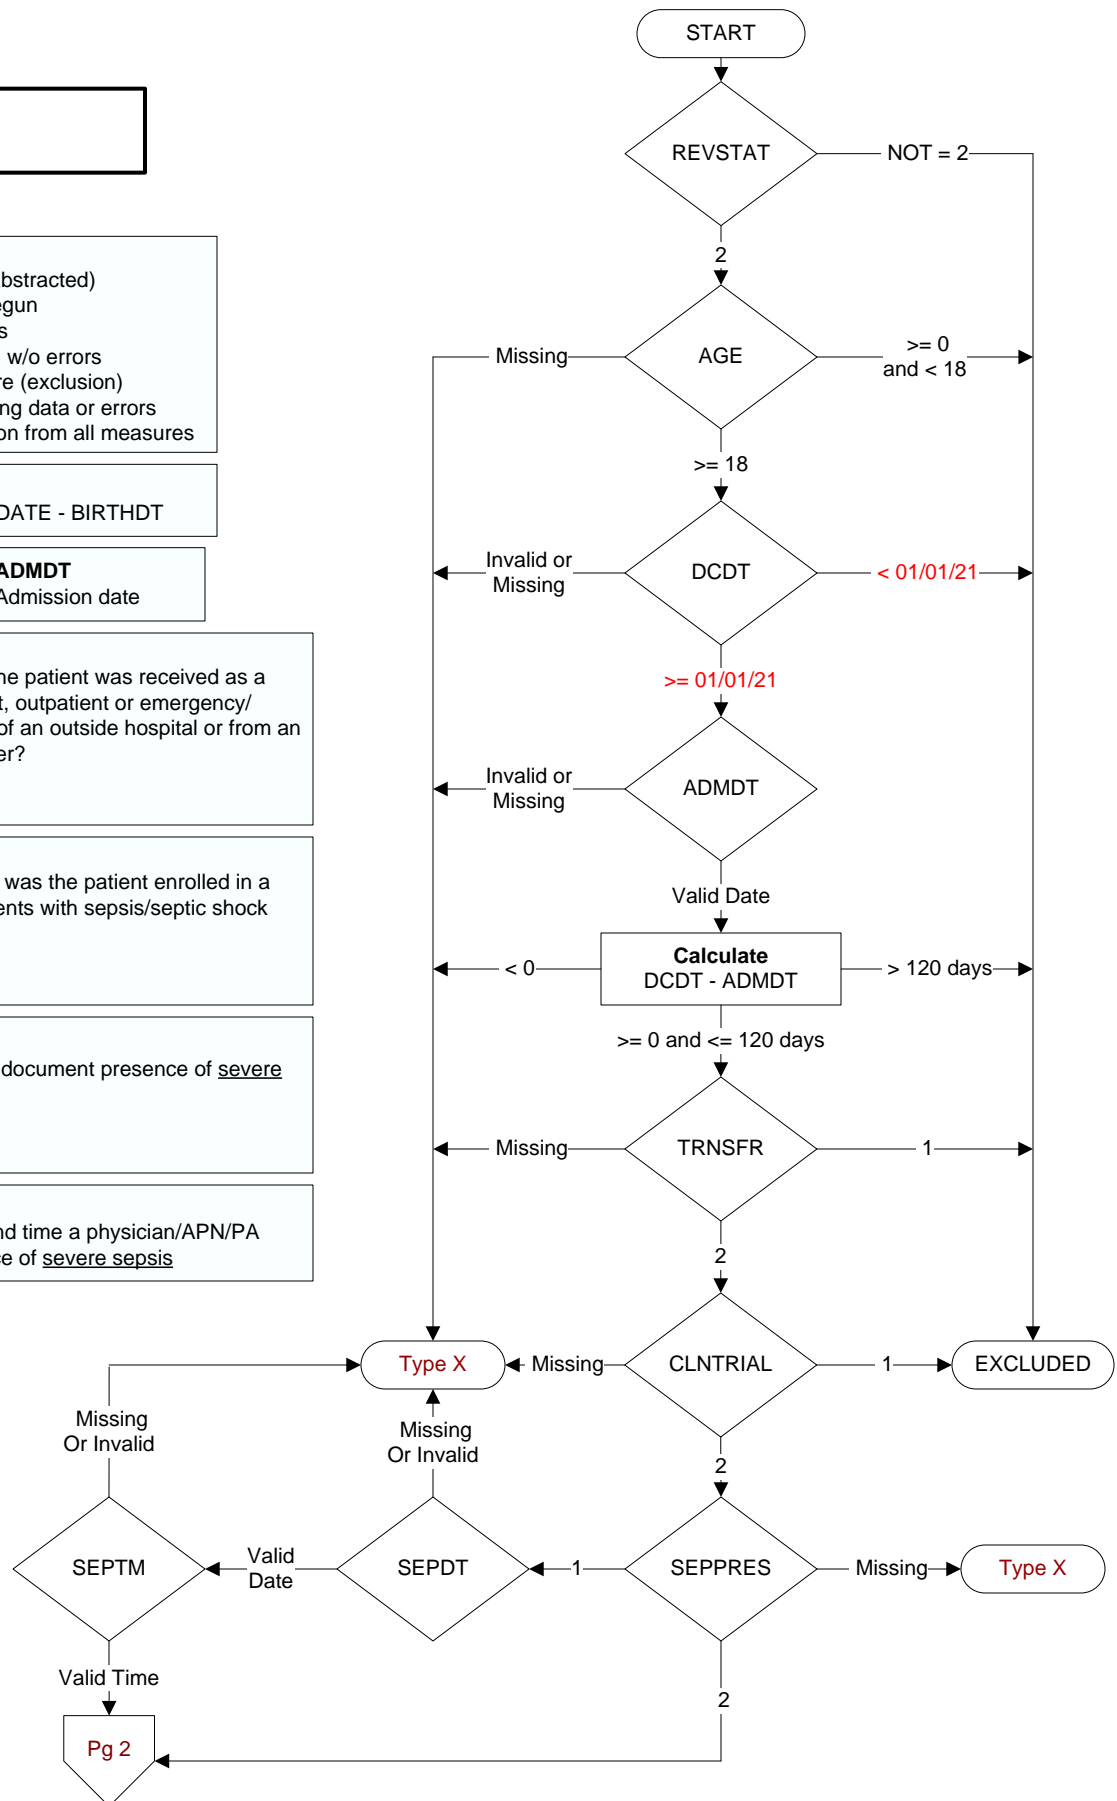 START
REVSTAT
NOT = 2
2
bstracted)
egun
s
w/o errors
re (exclusion)
ng data or errors
on from all measures
AGE
Missing
>= 0
and < 18
>= 18
DATE - BIRTHDT
ADMDT
Admission date
DCDT
Invalid or
Missing
< 01/01/21
>= 01/01/21
ne patient was received as a
t, outpatient or emergency/
of an outside hospital or from an
er?
ADMDT
Invalid or
Missing
Valid Date
was the patient enrolled in a
ents with sepsis/septic shock
Calculate
DCDT - ADMDT
< 0
> 120 days
>= 0 and <= 120 days
document presence of severe
TRNSFR
Missing
1
2
nd time a physician/APN/PA
ce of severe sepsis
Type X
Missing
CLNTRIAL
1
EXCLUDED
2
Missing
Or Invalid
Missing
Or Invalid
SEPTM
Valid
Date
SEPDT
1
SEPPRES
Missing
Type X
Valid Time
2
Pg 2